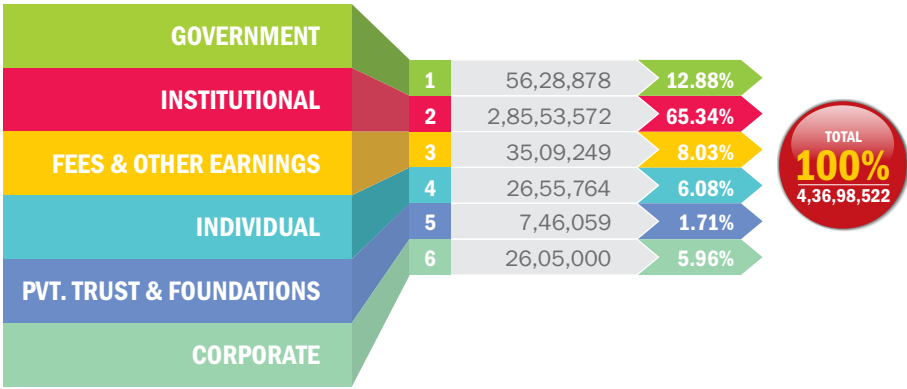 GOVERNMENT
INSTITUTIONAL
FEES & OTHER EARNINGS
INDIVIDUAL
PVT. TRUST & FOUNDATIONS
CORPORATE
1 56,28,878 12.88%
2 2,85,53,572 65.34%
3 35,09,249 8.03%
4 26,55,764 6.08%
5 7,46,059 1.71%
6 26,05,000 5.96%
TOTAL
100%
4,36,98,522